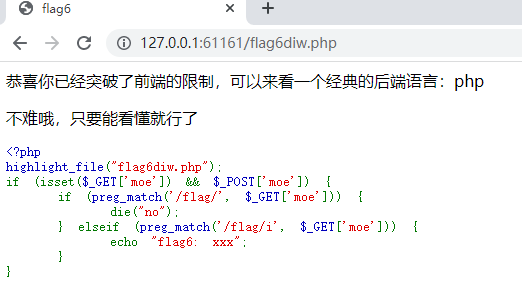 flag6
127.0.0.1:61161/flag6diw.php
恭喜你已经突破了前端的限制，可以来看一个经典的后端语言：php
不难哦，只要能看懂就行了
<?php
highlight_file("flag6diw.php");
if (isset($_GET['moe']) && $_POST['moe']) {
    if (preg_match('/flag/', $_GET['moe'])) {
        die("no");
    } elseif (preg_match('/flag/i', $_GET['moe'])) {
        echo "flag6: xxx";
    }
}